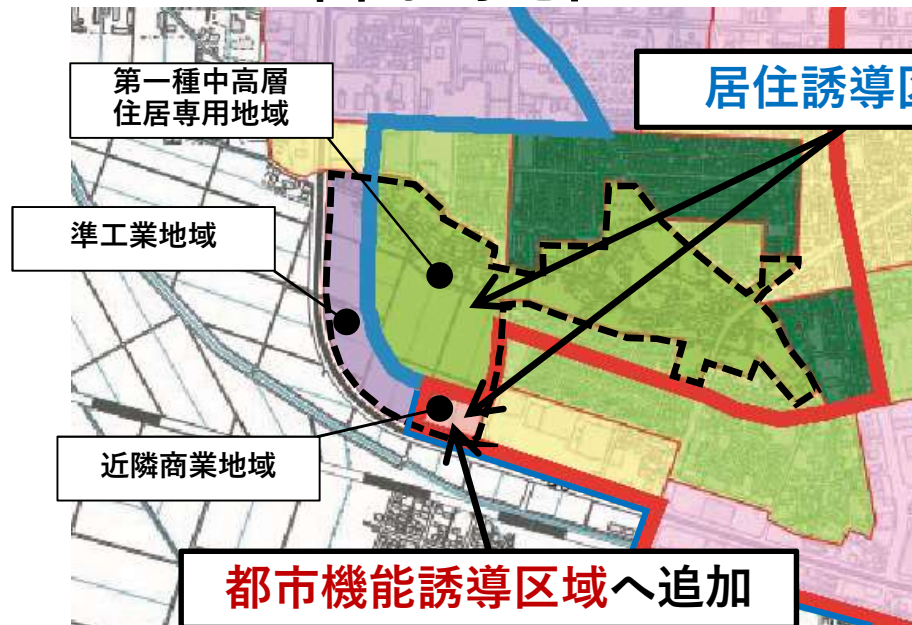 第一種中高層
住居専用地域
居住誘導区
準工業地域
近隣商業地域
都市機能誘導区域へ追加